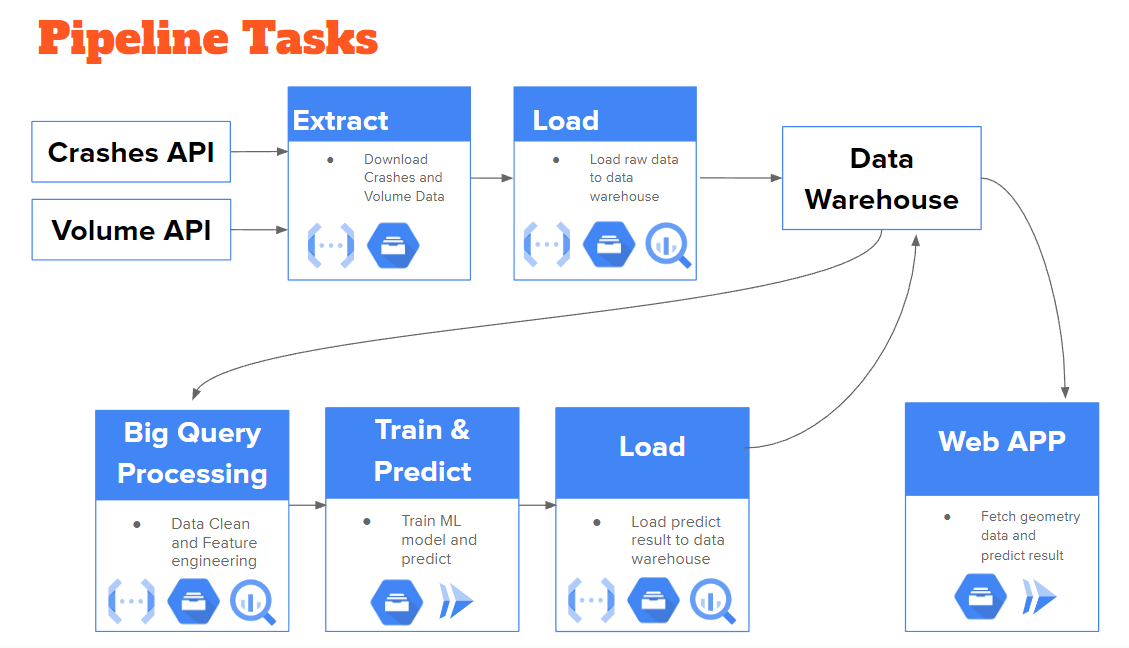 Pipeline Tasks
Crashes API
Volume API
Extract
● Download
Crashes and
Volume Data
Load
● Load raw data
to data
warehouse
Data
Warehouse
Big Query
Processing
● Data Clean
and Feature
engineering
Train &
Predict
● Train ML
model and
predict
Load
● Load predict
result to data
warehouse
Web APP
● Fetch geometry
data and
predict result